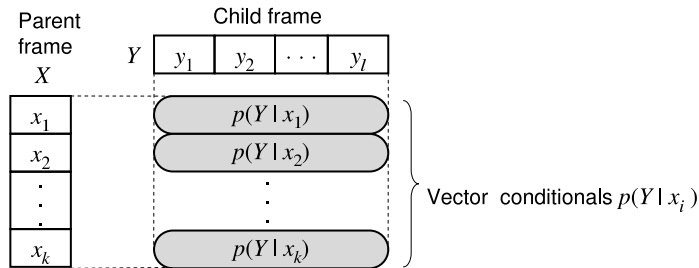 Parent frame
Child frame
X
Y
y₁ y₂ · · · yₗ
x₁
p(Y | x₁)
x₂
p(Y | x₂)
Vector conditionals p(Y | xᵢ)
xₖ
p(Y | xₖ)